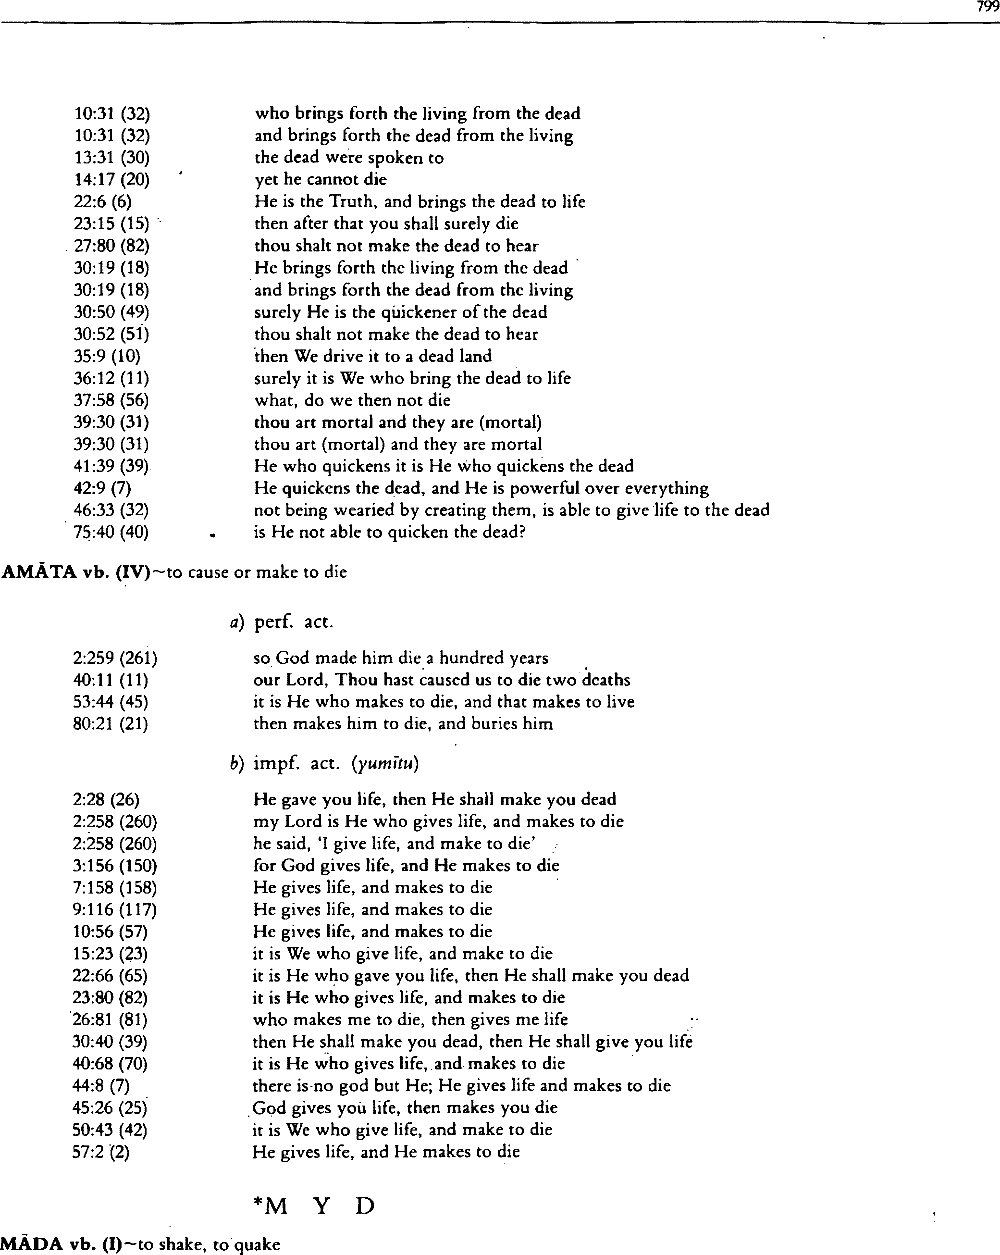 799
10:31 (32) who brings forth the living from the dead
10:31 (32) and brings forth the dead from the living
13:31 (30) the dead were spoken to
14:17 (20) yet he cannot die
22:6 (6) He is the Truth, and brings the dead to life
23:15 (15) then after that you shall surely die
27:80 (82) thou shalt not make the dead to hear
30:19 (18) He brings forth the living from the dead
30:19 (18) and brings forth the dead from the living
30:50 (49) surely He is the quickener of the dead
30:52 (51) thou shalt not make the dead to hear
35:9 (10) then We drive it to a dead land
36:12 (11) surely it is We who bring the dead to life
37:58 (56) what, do we then not die
39:30 (31) thou art mortal and they are (mortal)
39:30 (31) thou art (mortal) and they are mortal
41:39 (39) He who quickens it is He who quickens the dead
42:9 (7) He quickens the dead, and He is powerful over everything
46:33 (32) not being wearied by creating them, is able to give life to the dead
75:40 (40) is He not able to quicken the dead?
AMĀTA vb. (IV)~to cause or make to die
a) perf. act.
2:259 (261) so God made him die a hundred years
40:11 (11) our Lord, Thou hast caused us to die two deaths
53:44 (45) it is He who makes to die, and that makes to live
80:21 (21) then makes him to die, and buries him
b) impf. act. (yumītu)
2:28 (26) He gave you life, then He shall make you dead
2:258 (260) my Lord is He who gives life, and makes to die
2:258 (260) he said, 'I give life, and make to die'
3:156 (150) for God gives life, and He makes to die
7:158 (158) He gives life, and makes to die
9:116 (117) He gives life, and makes to die
10:56 (57) He gives life, and makes to die
15:23 (23) it is We who give life, and make to die
22:66 (65) it is He who gave you life, then He shall make you dead
23:80 (82) it is He who gives life, and makes to die
26:81 (81) who makes me to die, then gives me life
30:40 (39) then He shall make you dead, then He shall give you life
40:68 (70) it is He who gives life, and makes to die
44:8 (7) there is no god but He; He gives life and makes to die
45:26 (25) God gives you life, then makes you die
50:43 (42) it is We who give life, and make to die
57:2 (2) He gives life, and He makes to die
*M Y D
MĀDA vb. (I)~to shake, to quake